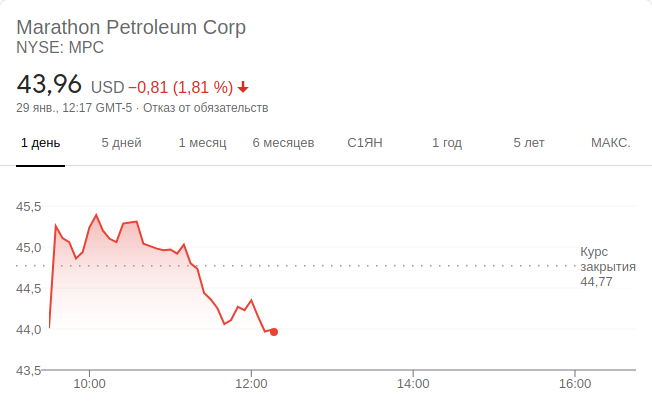 Marathon Petroleum Corp
NYSE: MPC
43,96 USD −0,81 (1,81 %)
29 янв., 12:17 GMT-5 · Отказ от обязательств
1 день 5 дней 1 месяц 6 месяцев С1ЯН 1 год 5 лет МАКС.
45,5
45,0
44,5
44,0
43,5
Курс
закрытия
44,77
10:00 12:00 14:00 16:00